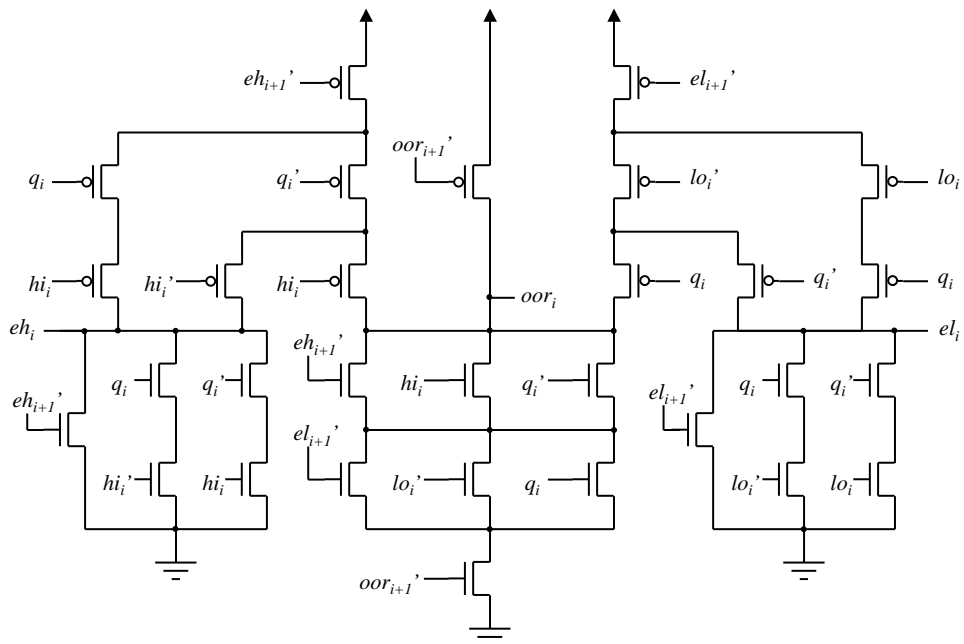 eh_{i+1}’
el_{i+1}’
oor_{i+1}’
q_i
q_i’
lo_i’
lo_i
hi_i
hi_i’
hi_i
q_i
q_i’
q_i
oor_i
eh_i
el_i
eh_{i+1}’
q_i
q_i’
hi_i
q_i’
q_i
q_i’
eh_{i+1}’
el_{i+1}’
el_{i+1}’
hi_i’
hi_i
lo_i’
q_i
lo_i’
lo_i
oor_{i+1}’